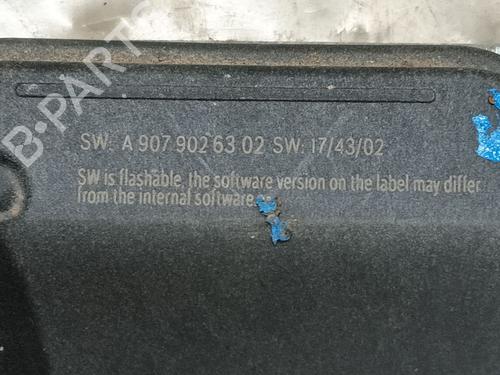 SW: A 907 902 63 02 SW: 17/43/02
SW is flashable, the software version on the label may differ
from the internal software
B-PARTS